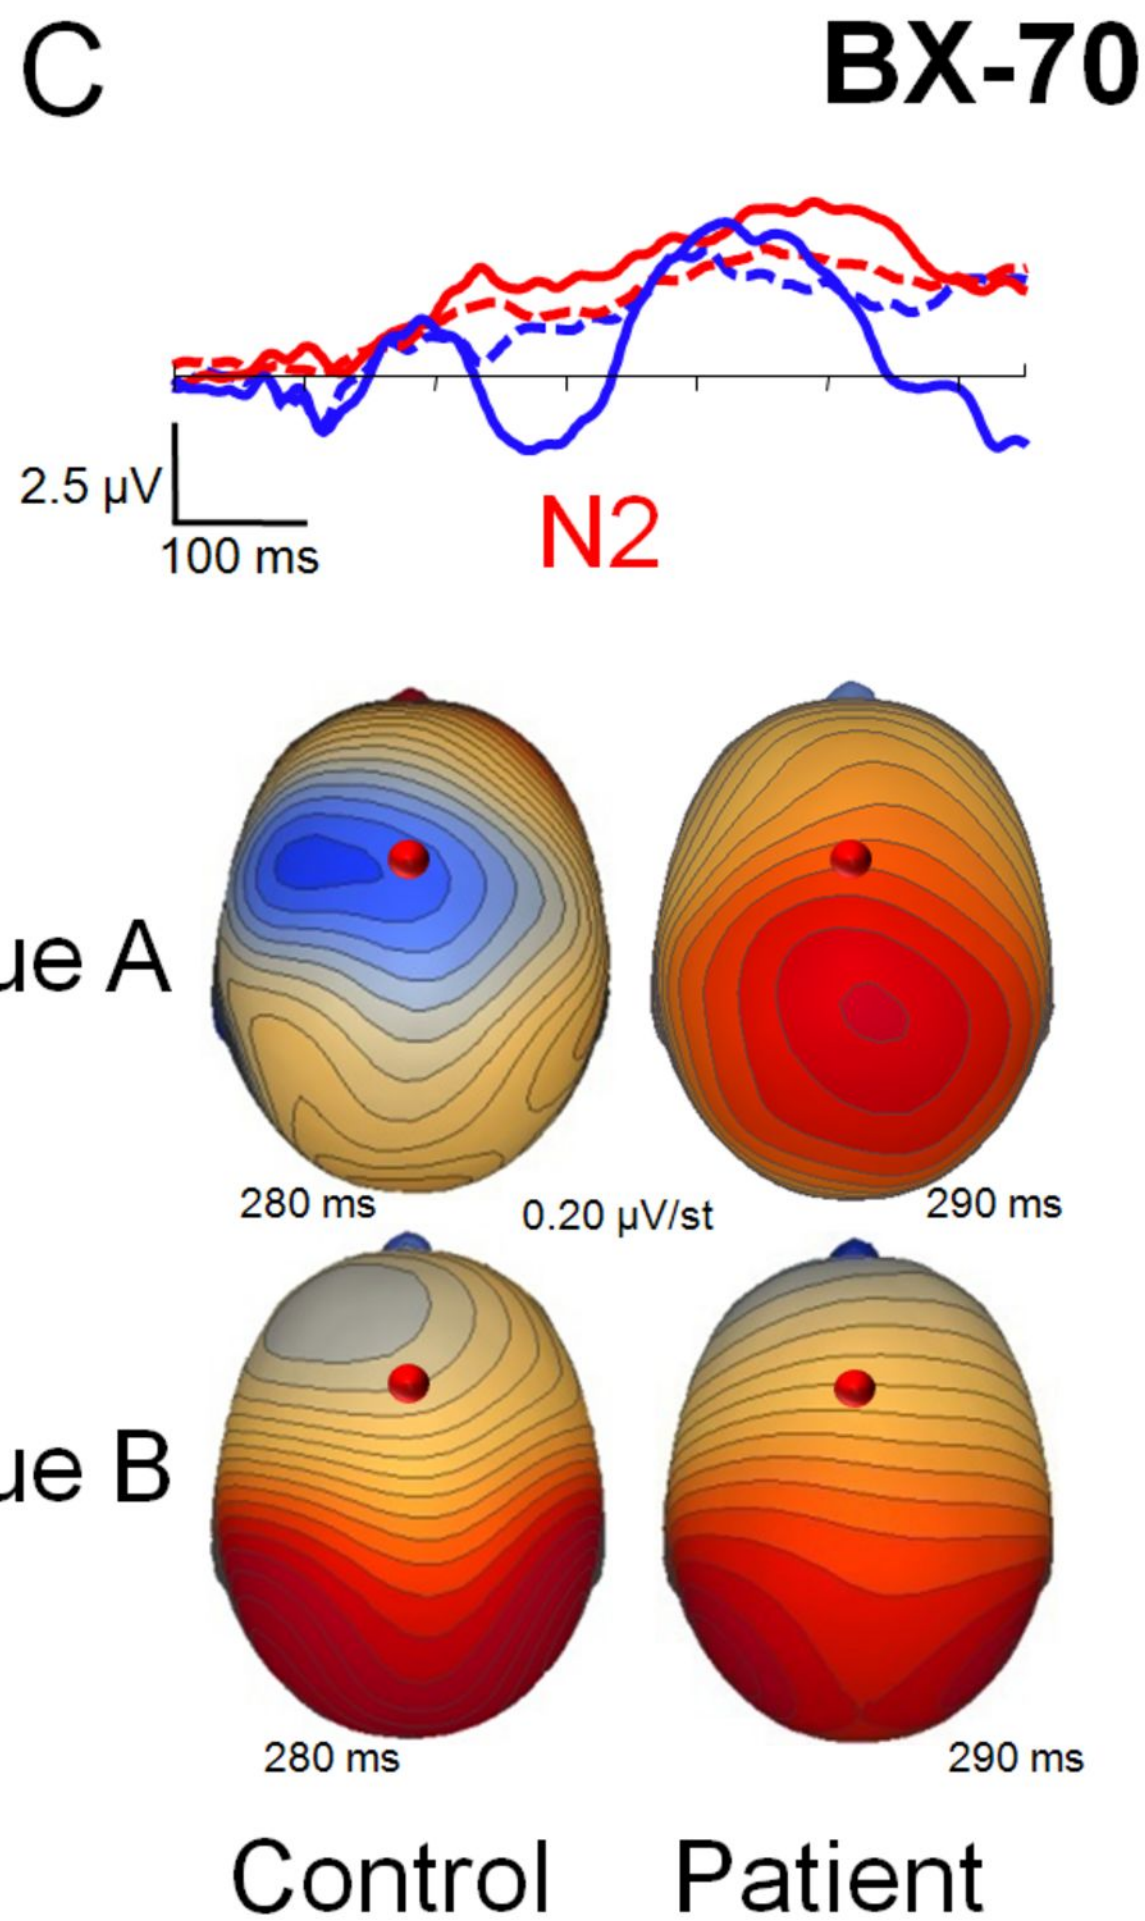 C
BX-70
2.5 µV
100 ms
N2
ue A
280 ms
0.20 µV/st
290 ms
ue B
280 ms
290 ms
Control
Patient